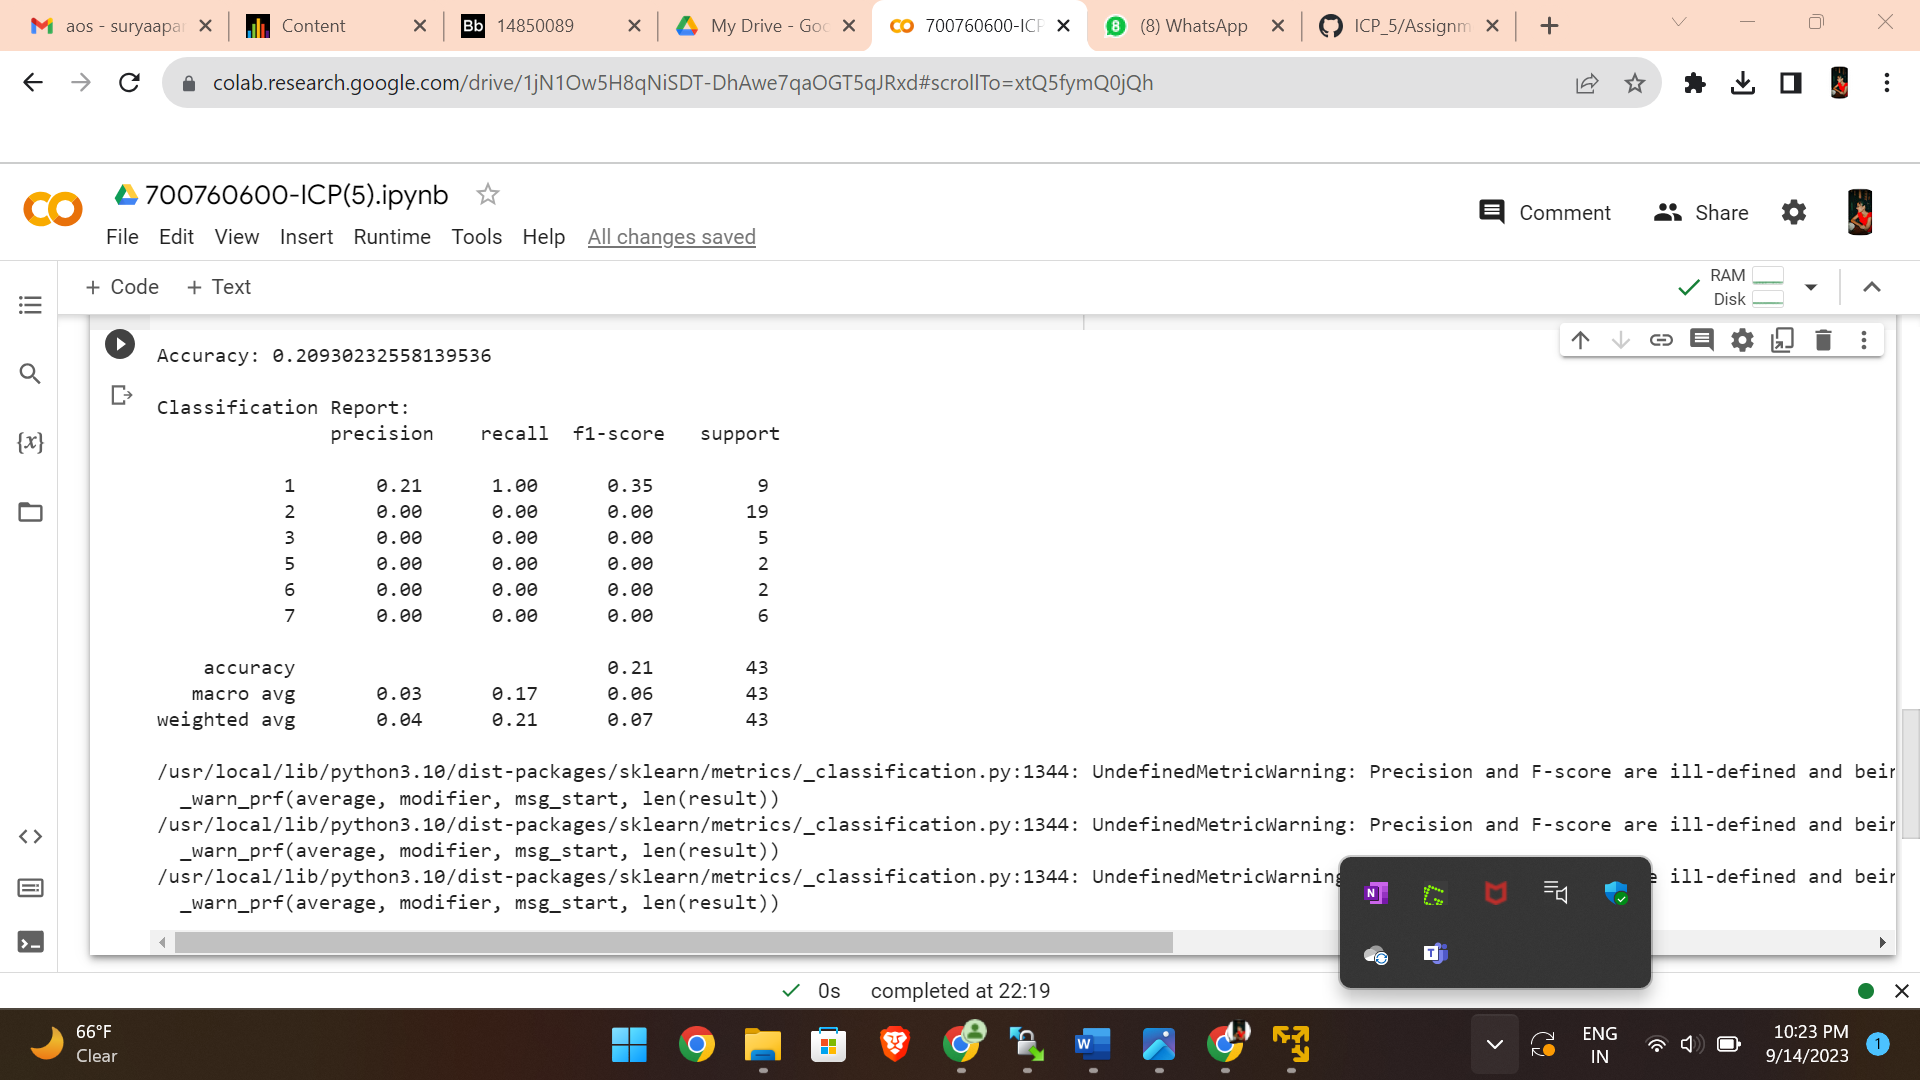 aos - suryaapar
Content
Bb 14850089
My Drive - Goo
700760600-ICP
8 (8) WhatsApp
ICP_5/Assignm
colab.research.google.com/drive/1jN1Ow5H8qNiSDT-DhAwe7qaOGT5qJRxd#scrollTo=xtQ5fymQ0jQh
700760600-ICP(5).ipynb
Comment
Share
File Edit View Insert Runtime Tools Help All changes saved
+ Code + Text
RAM
Disk
{x}
Accuracy: 0.20930232558139536
Classification Report:
precision recall f1-score support
1 0.21 1.00 0.35 9
2 0.00 0.00 0.00 19
3 0.00 0.00 0.00 5
5 0.00 0.00 0.00 2
6 0.00 0.00 0.00 2
7 0.00 0.00 0.00 6
accuracy 0.21 43
macro avg 0.03 0.17 0.06 43
weighted avg 0.04 0.21 0.07 43
/usr/local/lib/python3.10/dist-packages/sklearn/metrics/_classification.py:1344: UndefinedMetricWarning: Precision and F-score are ill-defined and bein
_warn_prf(average, modifier, msg_start, len(result))
/usr/local/lib/python3.10/dist-packages/sklearn/metrics/_classification.py:1344: UndefinedMetricWarning: Precision and F-score are ill-defined and bein
_warn_prf(average, modifier, msg_start, len(result))
/usr/local/lib/python3.10/dist-packages/sklearn/metrics/_classification.py:1344: UndefinedMetricWarning ill-defined and bein
_warn_prf(average, modifier, msg_start, len(result))
0s completed at 22:19
66°F
Clear
ENG
IN
10:23 PM
9/14/2023
1